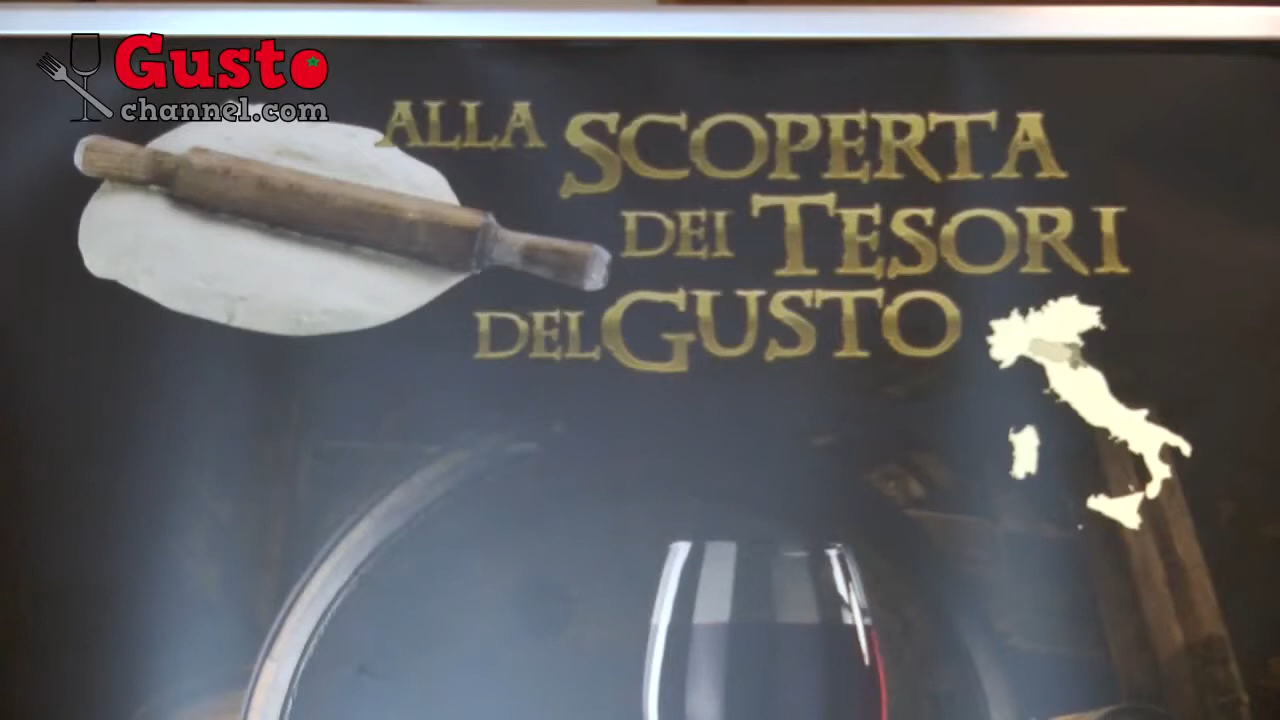 Gusto
channel.com
ALLA SCOPERTA
DEI TESORI
DEL GUSTO